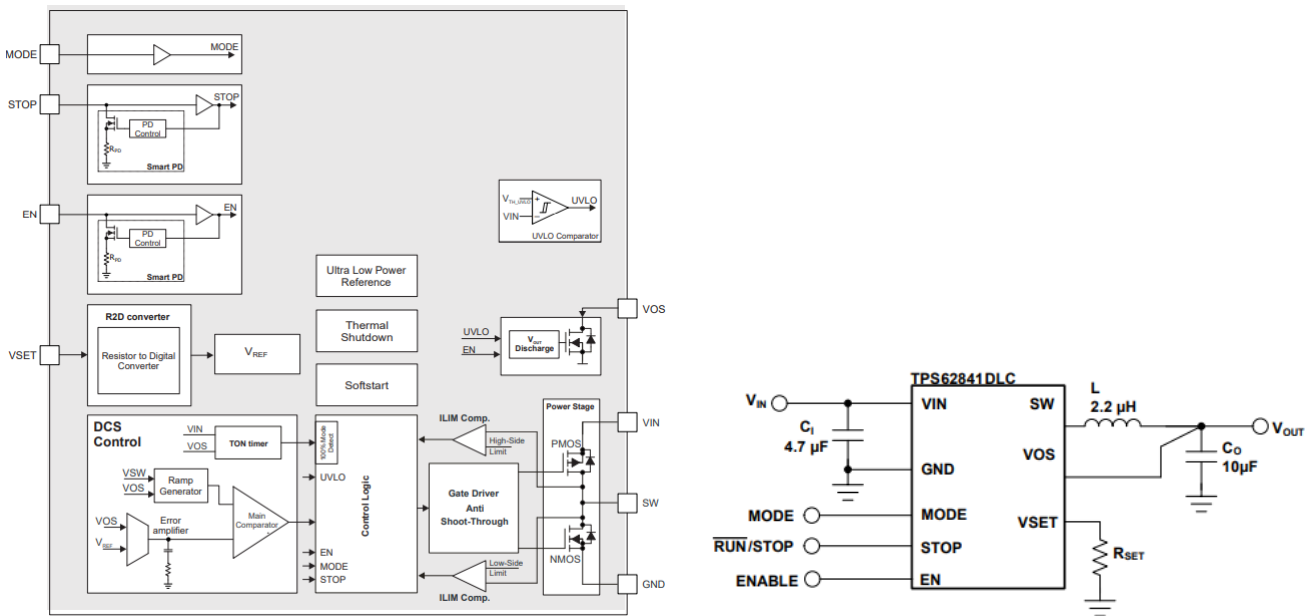 MODE
MODE
STOP
STOP
PD
Control
RPD
Smart PD
EN
EN
PD
Control
RPD
Smart PD
VTH_UVLO
+
UVLO
VIN
−
UVLO Comparator
Ultra Low Power
Reference
VOS
R2D converter
Resistor to Digital
Converter
VSET
VREF
Thermal
Shutdown
UVLO
EN
VOUT
Discharge
Softstart
DCS
Control
VIN
VOS
TON timer
VSW
VOS
Ramp
Generator
VOS
VREF
Error
amplifier
Main
Comparator
100% Mode
Detect
UVLO
Control Logic
EN
MODE
STOP
ILIM Comp.
High-Side
Limit
Gate Driver
Anti
Shoot-Through
Low-Side
Limit
ILIM Comp.
Power Stage
PMOS
NMOS
VIN
SW
GND
TPS62841DLC
VIN
CI
4.7 µF
VIN
SW
L
2.2 µH
VOS
VOUT
CO
10µF
GND
MODE
MODE
VSET
RUN/STOP
STOP
RSET
ENABLE
EN